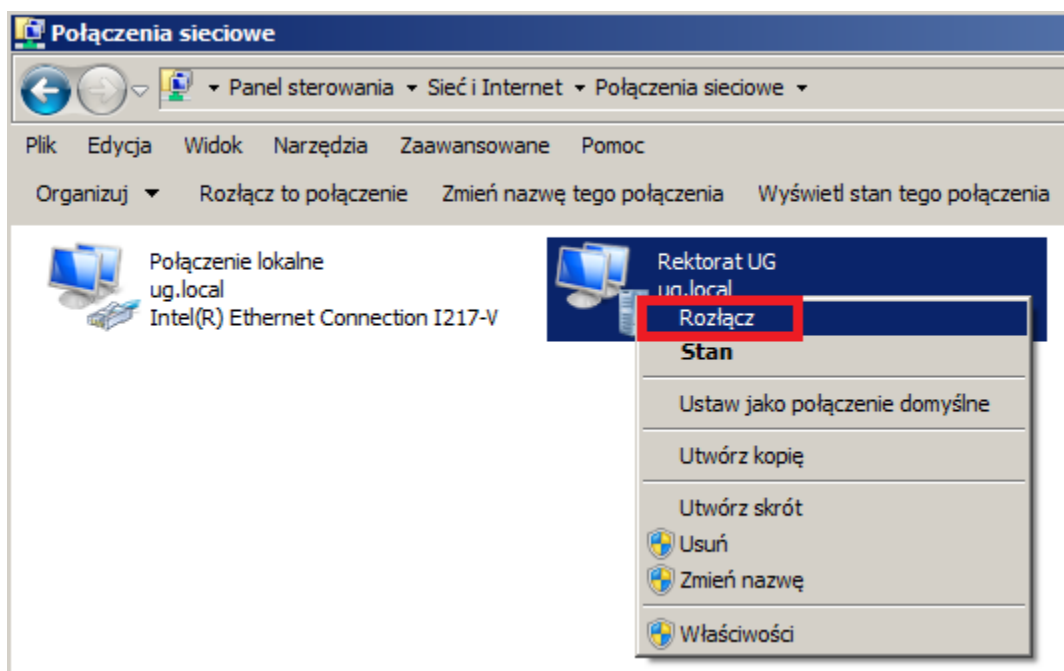 Połączenia sieciowe
Panel sterowania Sieć i Internet Połączenia sieciowe
Plik Edycja Widok Narzędzia Zaawansowane Pomoc
Organizuj Rozłącz to połączenie Zmień nazwę tego połączenia Wyświetl stan tego połączenia
Połączenie lokalne
ug.local
Intel(R) Ethernet Connection I217-V
Rektorat UG
ug.local
Rozłącz
Stan
Ustaw jako połączenie domyślne
Utwórz kopię
Utwórz skrót
Usuń
Zmień nazwę
Właściwości